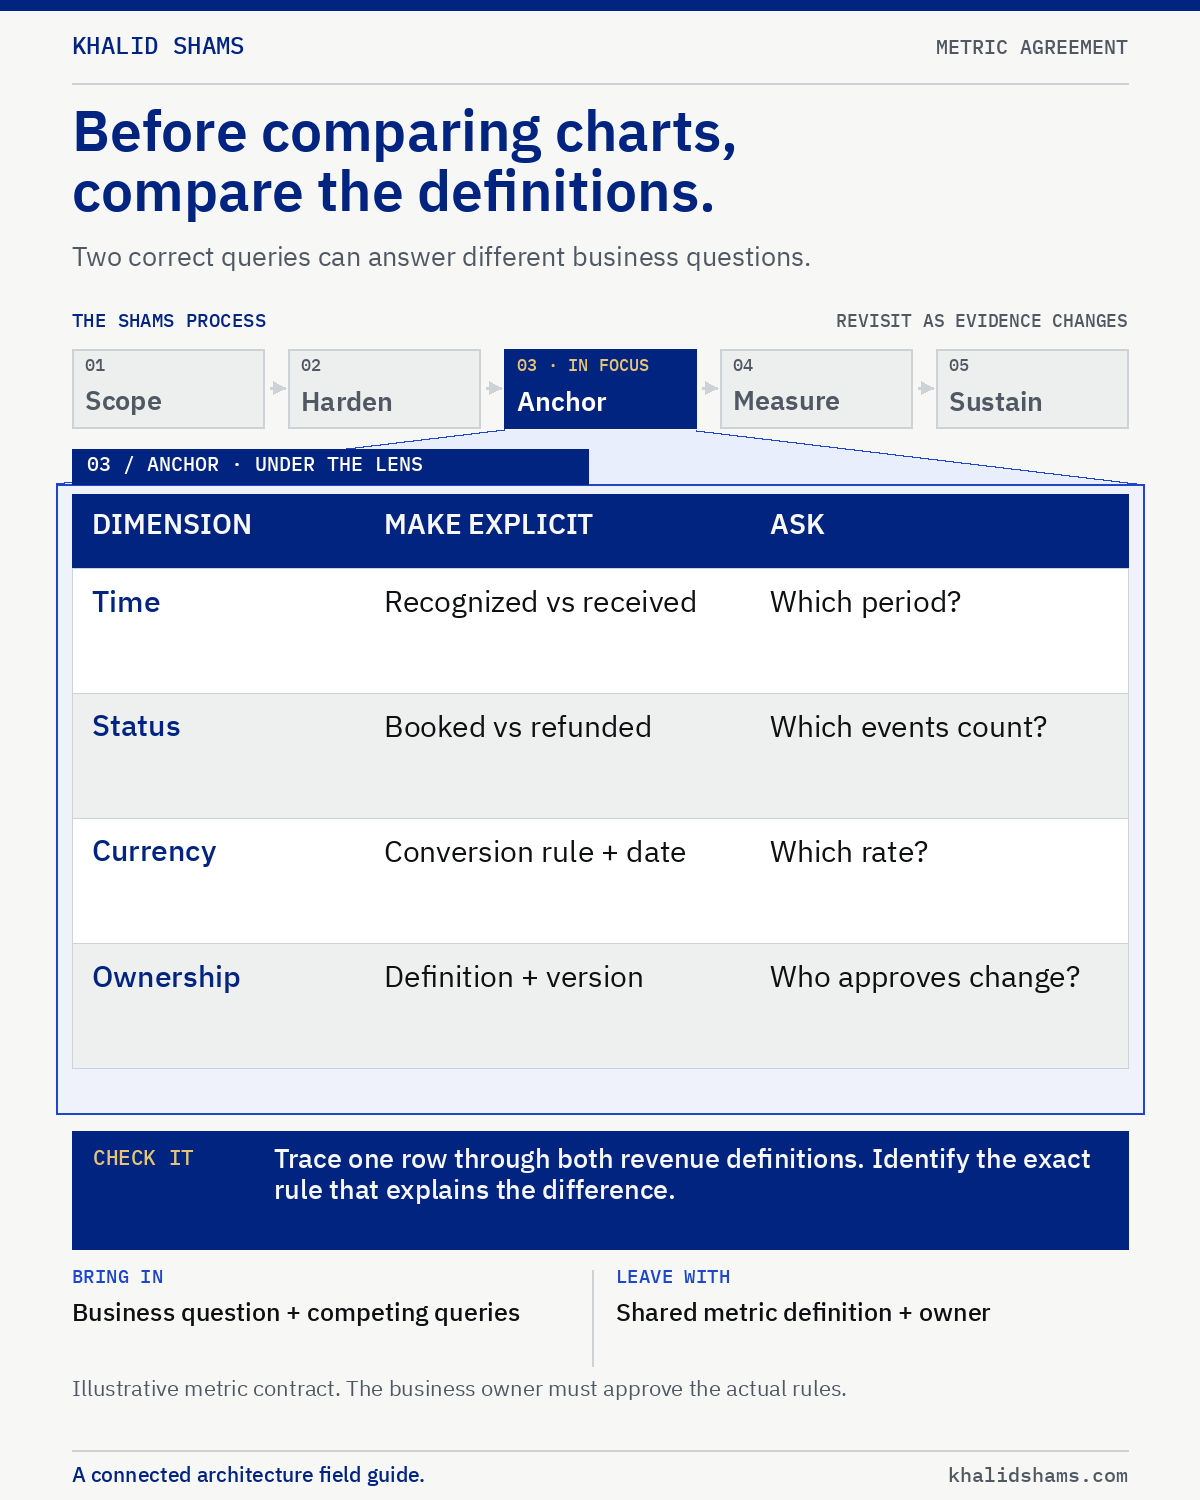 KHALID SHAMS
METRIC AGREEMENT
Before comparing charts,
compare the definitions.
Two correct queries can answer different business questions.
THE SHAMS PROCESS
REVISIT AS EVIDENCE CHANGES
01
Scope
02
Harden
03 · IN FOCUS
Anchor
04
Measure
05
Sustain
03 / ANCHOR · UNDER THE LENS
DIMENSION MAKE EXPLICIT ASK
Time Recognized vs received Which period?
Status Booked vs refunded Which events count?
Currency Conversion rule + date Which rate?
Ownership Definition + version Who approves change?
CHECK IT
Trace one row through both revenue definitions. Identify the exact
rule that explains the difference.
BRING IN
Business question + competing queries
LEAVE WITH
Shared metric definition + owner
Illustrative metric contract. The business owner must approve the actual rules.
A connected architecture field guide.
khalidshams.com